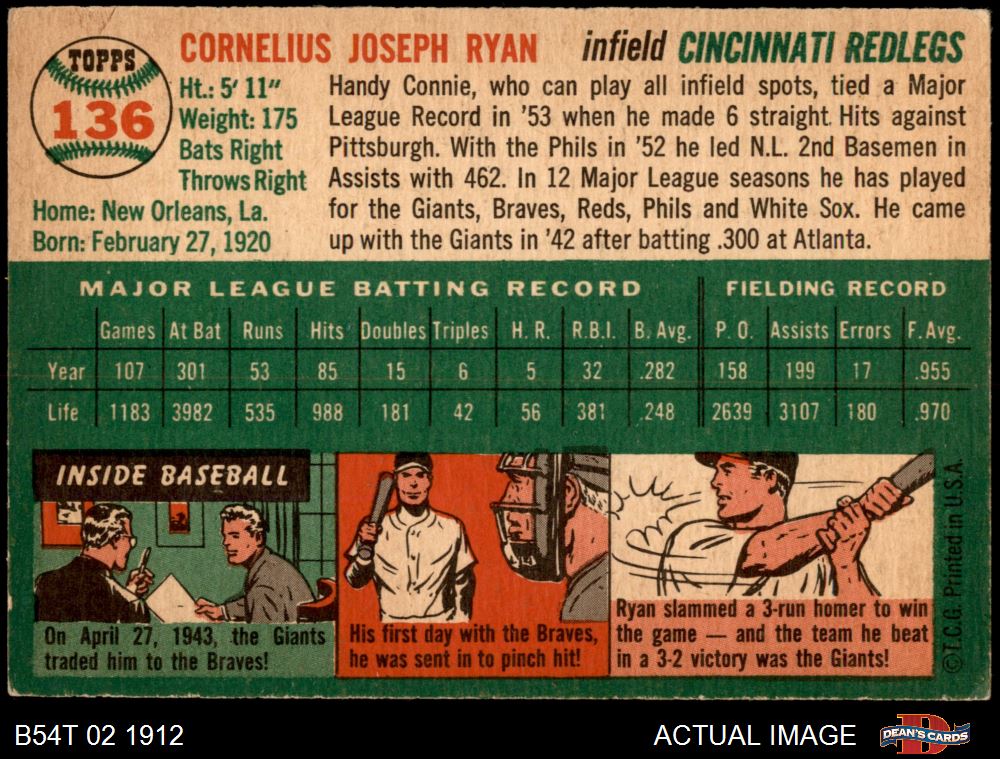 TOPPS
136
CORNELIUS JOSEPH RYAN infield CINCINNATI REDLEGS
Ht.: 5' 11"
Weight: 175
Bats Right
Throws Right
Home: New Orleans, La.
Born: February 27, 1920
Handy Connie, who can play all infield spots, tied a Major
League Record in '53 when he made 6 straight Hits against
Pittsburgh. With the Phils in '52 he led N.L. 2nd Basemen in
Assists with 462. In 12 Major League seasons he has played
for the Giants, Braves, Reds, Phils and White Sox. He came
up with the Giants in '42 after batting .300 at Atlanta.
MAJOR LEAGUE BATTING RECORD FIELDING RECORD
Games At Bat Runs Hits Doubles Triples H. R. R.B.I. B. Avg. P. O. Assists Errors F. Avg.
Year 107 301 53 85 15 6 5 32 .282 158 199 17 .955
Life 1183 3982 535 988 181 42 56 381 .248 2639 3107 180 .970
INSIDE BASEBALL
On April 27, 1943, the Giants
traded him to the Braves!
His first day with the Braves,
he was sent in to pinch hit!
Ryan slammed a 3-run homer to win
the game — and the team he beat
in a 3-2 victory was the Giants!
©T.C.G. Printed in U.S.A.
B54T 02 1912 ACTUAL IMAGE DEAN'S CARDS